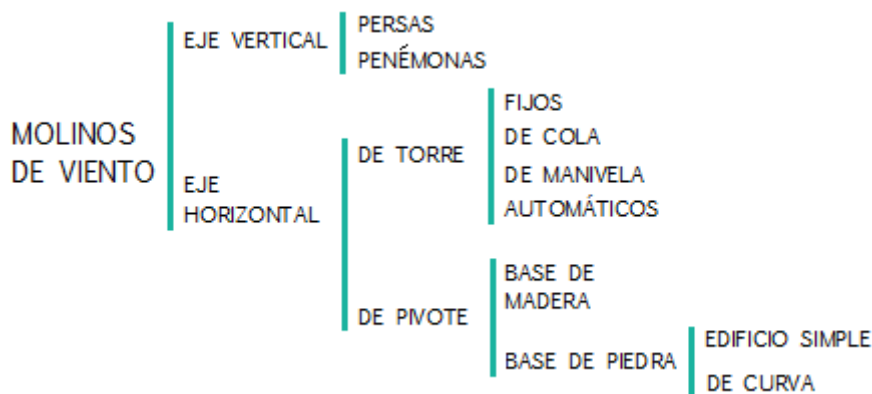 MOLINOS
DE VIENTO
EJE VERTICAL
PERSAS
PENÉMONAS
EJE
HORIZONTAL
DE TORRE
FIJOS
DE COLA
DE MANIVELA
AUTOMÁTICOS
DE PIVOTE
BASE DE
MADERA
BASE DE PIEDRA
EDIFICIO SIMPLE
DE CURVA